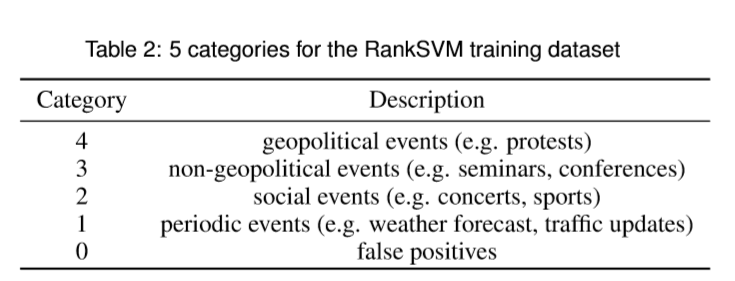 Table 2: 5 categories for the RankSVM training dataset
Category Description
4 geopolitical events (e.g. protests)
3 non-geopolitical events (e.g. seminars, conferences)
2 social events (e.g. concerts, sports)
1 periodic events (e.g. weather forecast, traffic updates)
0 false positives